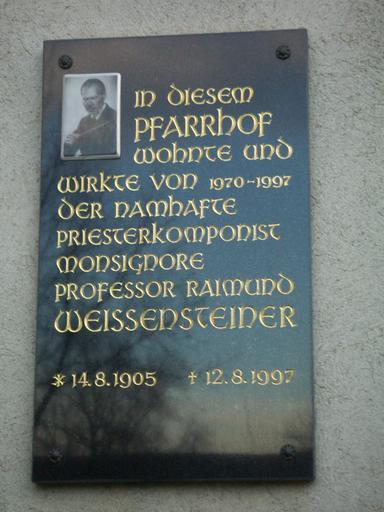 In diesem
Pfarrhof
wohnte und
wirkte von 1970-1997
der namhafte
Priesterkomponist
Monsignore
Professor Raimund
Weissensteiner
* 14.8.1905 † 12.8.1997